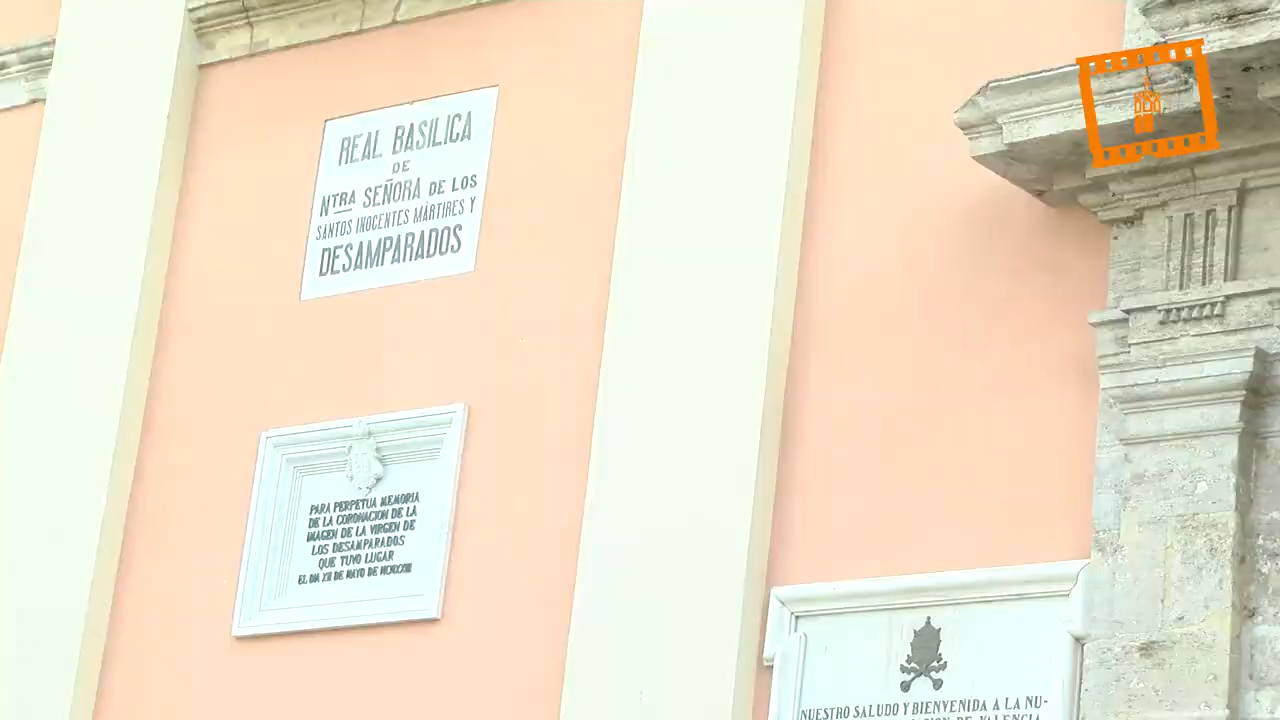 REAL BASILICA
DE
NTRA SEÑORA DE LOS
SANTOS INOCENTES MÁRTIRES Y
DESAMPARADOS
PARA PERPETUA MEMORIA
DE LA CORONACION DE LA
IMAGEN DE LA VIRGEN DE
LOS DESAMPARADOS
QUE TUVO LUGAR
EL DIA XII DE MAYO DE MCMXXIII
NUESTRO SALUDO Y BIENVENIDA A LA NU-
DE VALENCIA